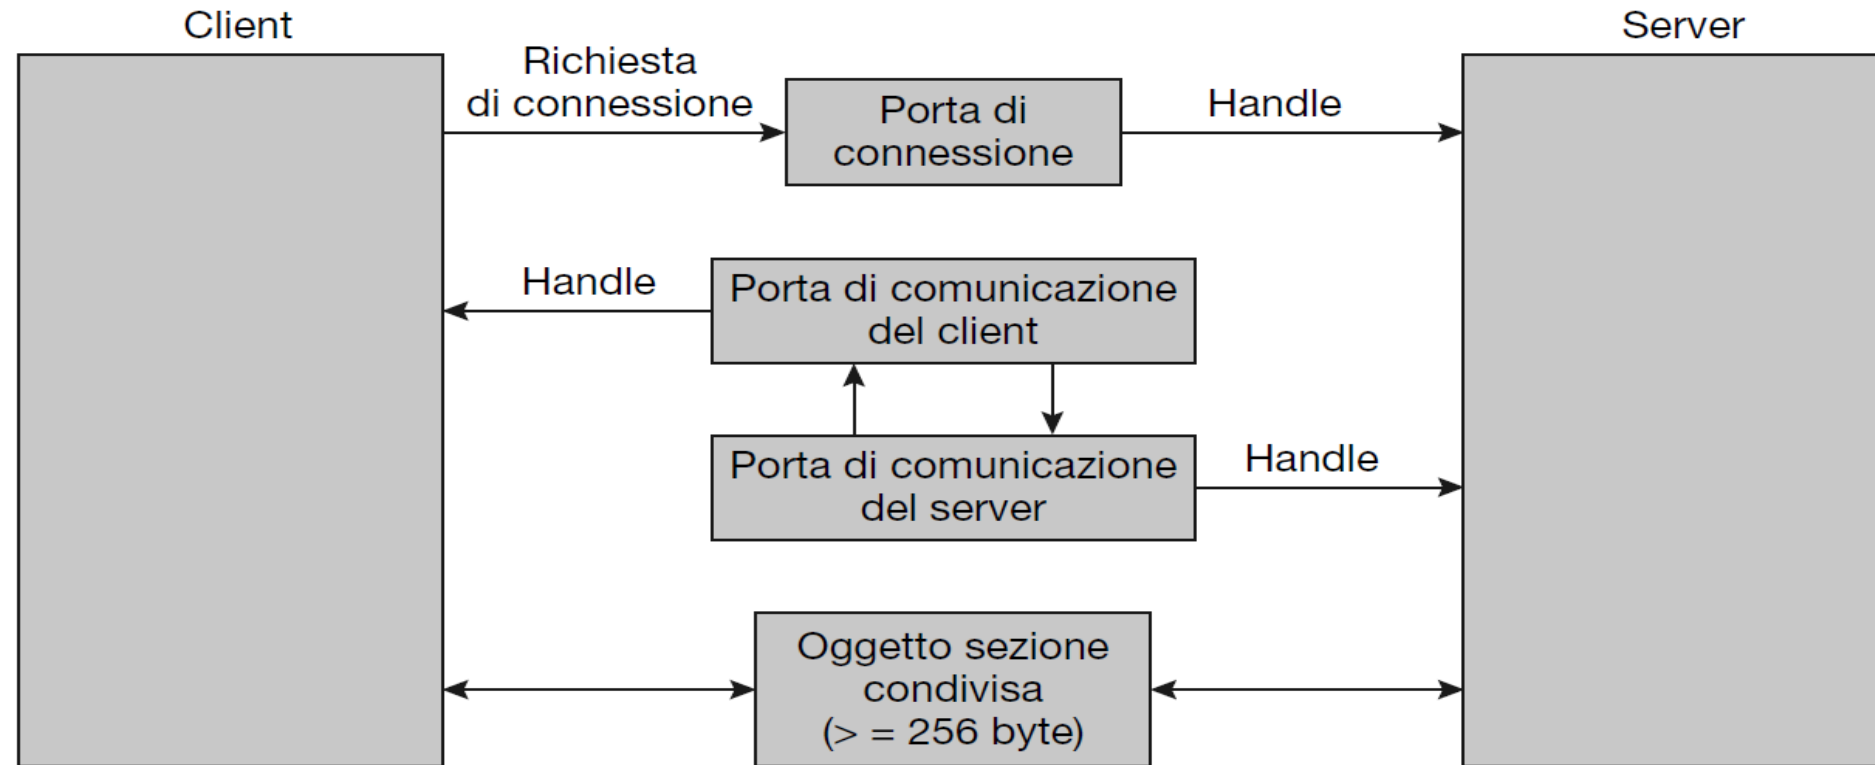 Client
Server
Richiesta
di connessione
Porta di
connessione
Handle
Handle
Porta di comunicazione
del client
Porta di comunicazione
del server
Handle
Oggetto sezione
condivisa
(> = 256 byte)